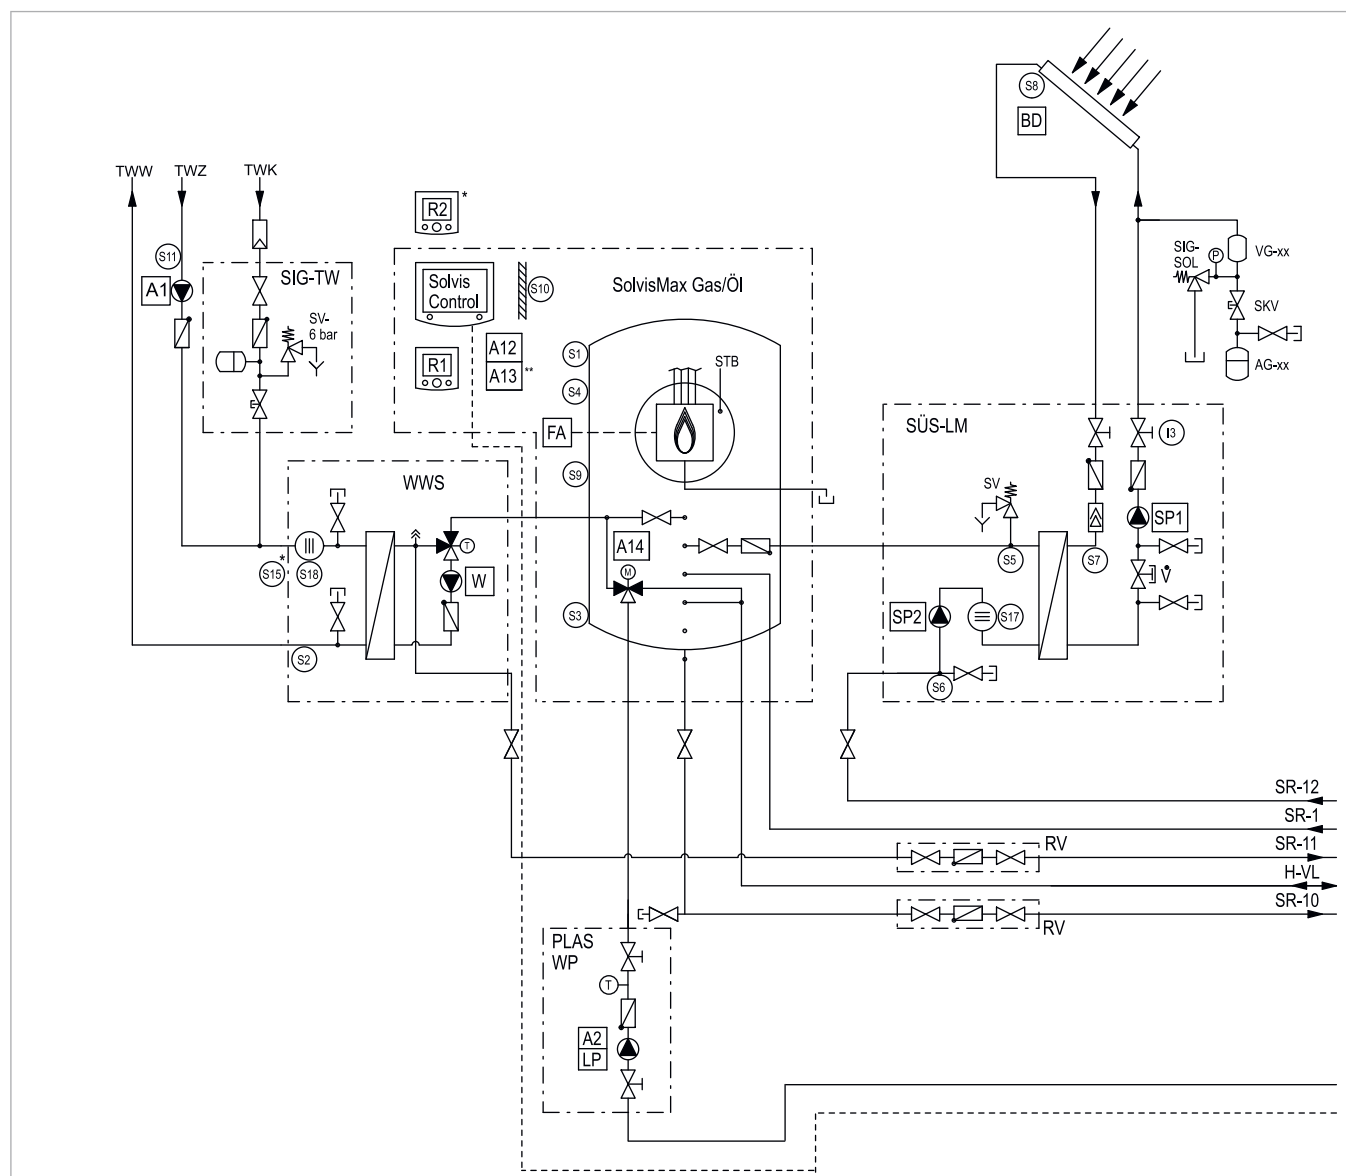 S8
BD
TWW
TWZ
TWK
R2
*
S11
SIG-TW
A1
SV-
6 bar
Solvis
Control
S10
SolvisMax Gas/Öl
SIG-
SOL
P
VG-xx
SKV
AG-xx
R1
A12
A13
**
S1
S4
STB
FA
S9
SÜS-LM
I3
WWS
SV
SP1
A14
M
T
*
S15
S18
W
S5
S7
V̇
S3
SP2
S17
S2
S6
SR-12
SR-1
RV
SR-11
H-VL
SR-10
RV
PLAS
WP
T
A2
LP